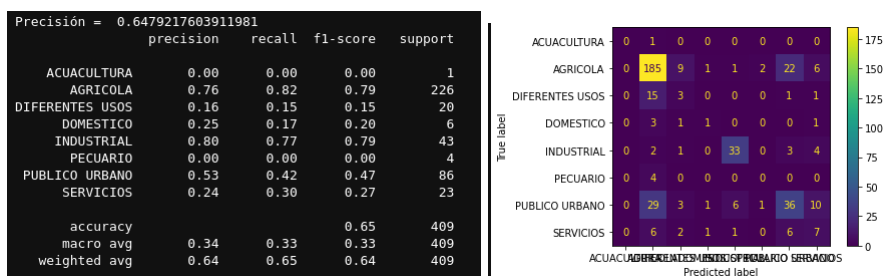 Precisión = 0.6479217603911981
precision recall f1-score support
ACUACULTURA 0.00 0.00 0.00 1
AGRICOLA 0.76 0.82 0.79 226
DIFERENTES USOS 0.16 0.15 0.15 20
DOMESTICO 0.25 0.17 0.20 6
INDUSTRIAL 0.80 0.77 0.79 43
PECUARIO 0.00 0.00 0.00 4
PUBLICO URBANO 0.53 0.42 0.47 86
SERVICIOS 0.24 0.30 0.27 23
accuracy 0.65 409
macro avg 0.34 0.33 0.33 409
weighted avg 0.64 0.65 0.64 409
True label
ACUACULTURA 0 1 0 0 0 0 0 0
AGRICOLA 0 185 9 1 1 2 22 6
DIFERENTES USOS 0 15 3 0 0 0 1 1
DOMESTICO 0 3 1 1 0 0 0 1
INDUSTRIAL 0 2 1 0 33 0 3 4
PECUARIO 0 4 0 0 0 0 0 0
PUBLICO URBANO 0 29 3 1 6 1 36 10
SERVICIOS 0 6 2 1 1 0 6 7
Predicted label
175
150
125
100
75
50
25
0